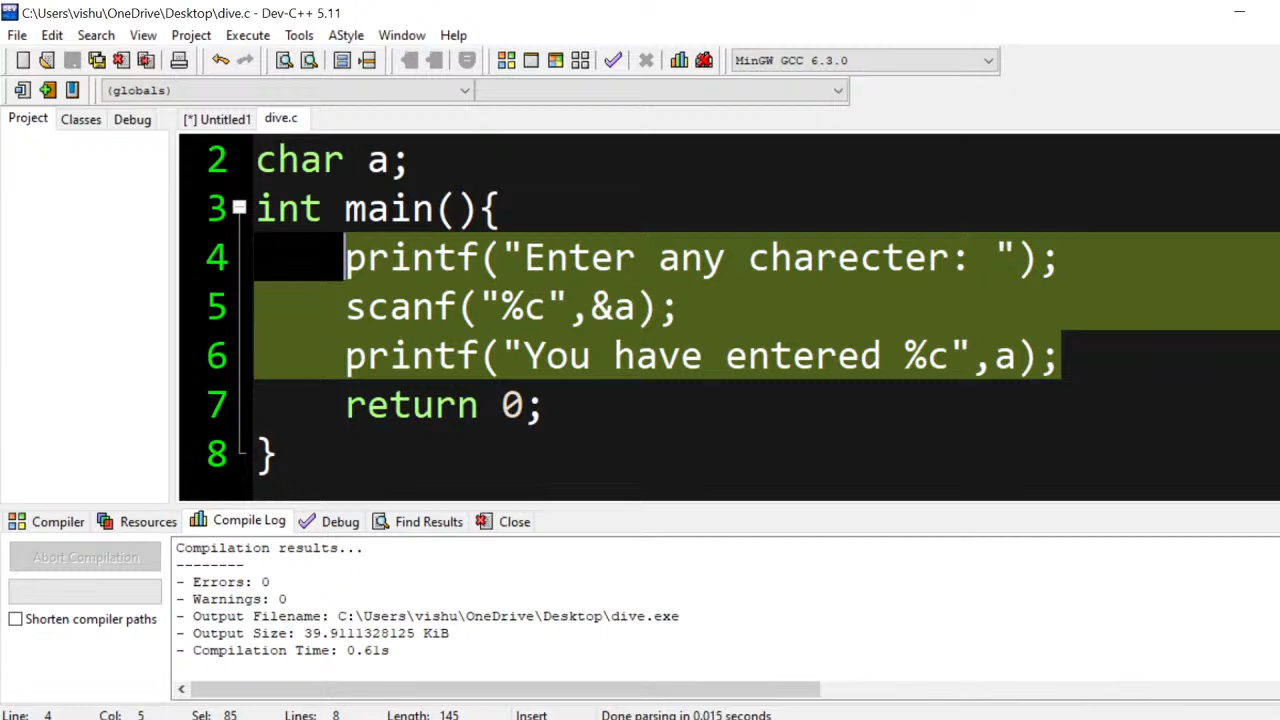 C:\Users\vishu\OneDrive\Desktop\dive.c - Dev-C++ 5.11
File Edit Search View Project Execute Tools AStyle Window Help
MinGW GCC 6.3.0
(globals)
Project Classes Debug [*] Untitled1 dive.c
2 char a;
3 int main(){
4 printf("Enter any charecter: ");
5 scanf("%c",&a);
6 printf("You have entered %c",a);
7 return 0;
8 }
Compiler Resources Compile Log Debug Find Results Close
Abort Compilation
Shorten compiler paths
Compilation results...
--------
- Errors: 0
- Warnings: 0
- Output Filename: C:\Users\vishu\OneDrive\Desktop\dive.exe
- Output Size: 39.9111328125 KiB
- Compilation Time: 0.61s
Line: 4 Col: 5 Sel: 85 Lines: 8 Length: 145 Insert Done parsing in 0.015 seconds